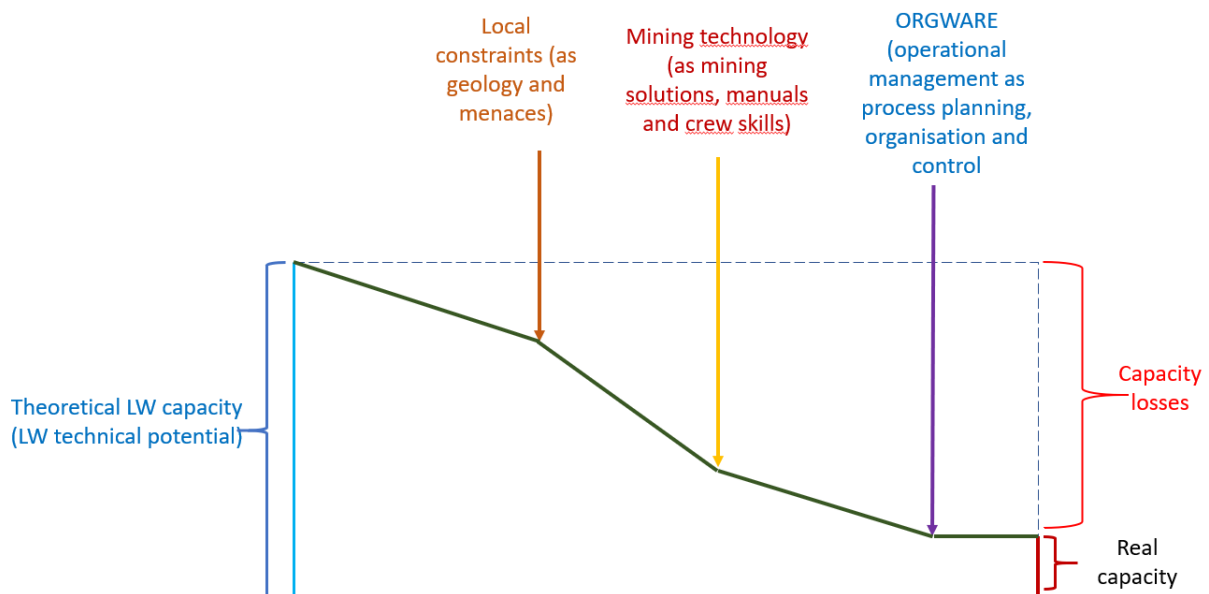 Local
constraints (as
geology and
menaces)
Mining technology
(as mining
solutions, manuals
and crew skills)
ORGWARE
(operational
management as
process planning,
organisation and
control
Theoretical LW capacity
(LW technical potential)
Capacity
losses
Real
capacity